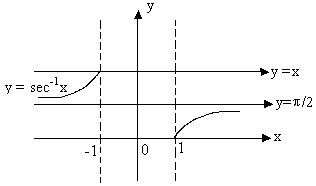 y
y = x
y = sec⁻¹x
y=π/2
x
-1 0 1